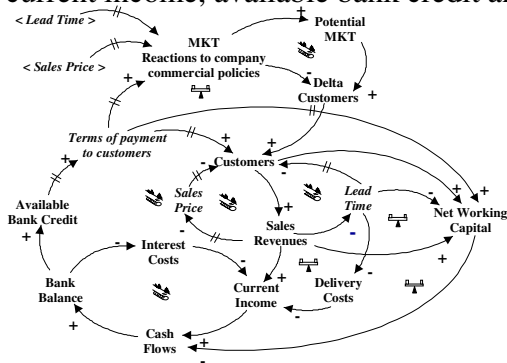 current income, available bank credit a
< Lead Time >
< Sales Price >
MKT
Reactions to company
commercial policies
Potential
MKT
Delta
Customers
Terms of payment
to customers
Customers
Sales
Price
Lead
Time
Available
Bank Credit
Sales
Revenues
Net Working
Capital
Interest
Costs
Bank
Balance
Current
Income
Delivery
Costs
Cash
Flows